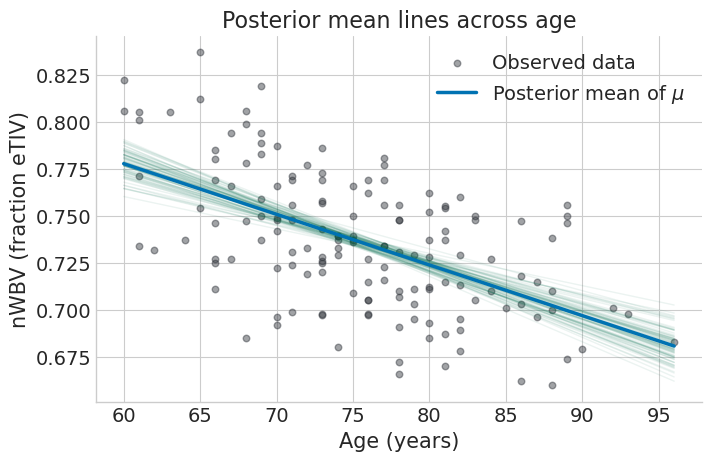 Posterior mean lines across age
Observed data
Posterior mean of μ
nWBV (fraction eTIV)
0.825
0.800
0.775
0.750
0.725
0.700
0.675
60 65 70 75 80 85 90 95
Age (years)